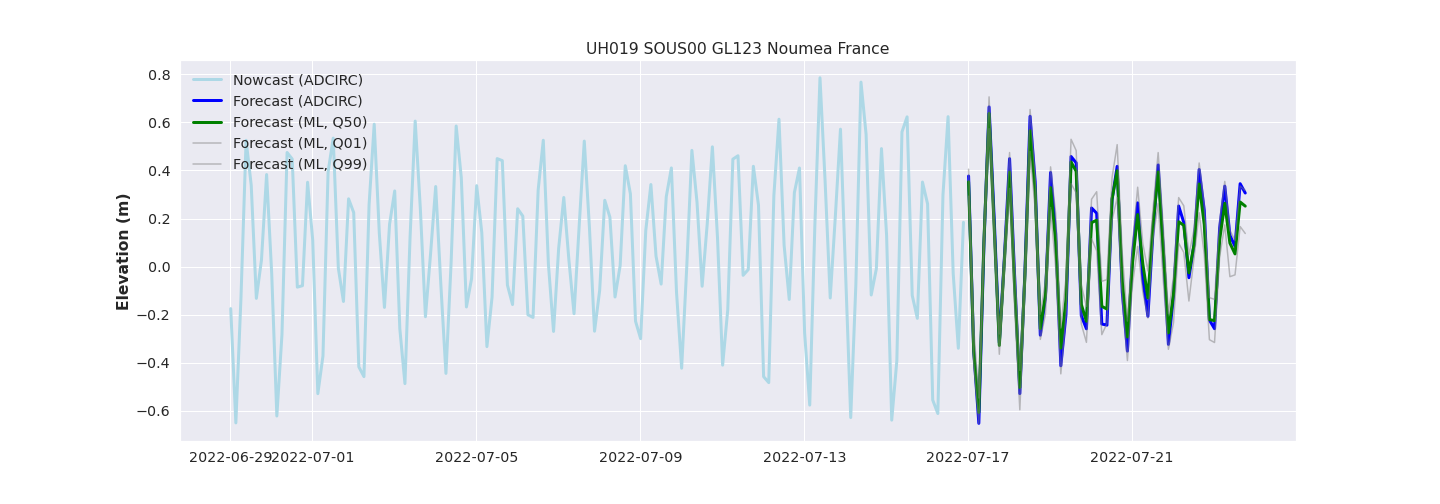 UH019 SOUS00 GL123 Noumea France
Nowcast (ADCIRC)
Forecast (ADCIRC)
Forecast (ML, Q50)
Forecast (ML, Q01)
Forecast (ML, Q99)
Elevation (m)
0.8
0.6
0.4
0.2
0.0
−0.2
−0.4
−0.6
2022-06-29 2022-07-01 2022-07-05 2022-07-09 2022-07-13 2022-07-17 2022-07-21